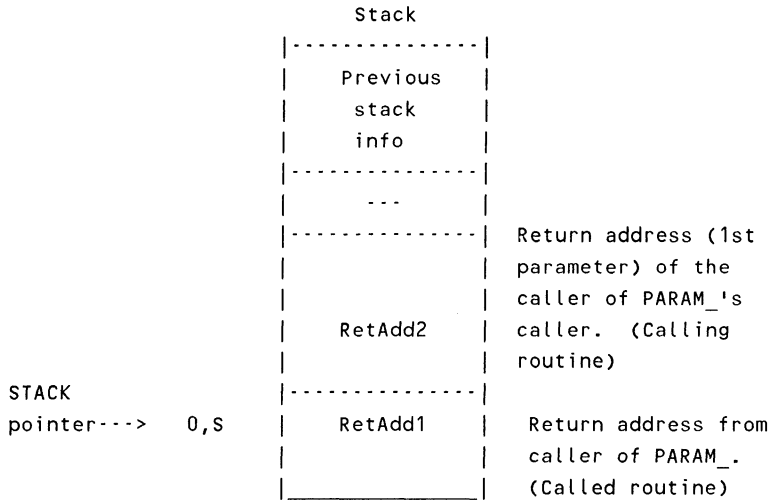 Stack
|---------------|
| Previous |
| stack |
| info |
|---------------|
| --- |
|---------------| Return address (1st
| | parameter) of the
| | caller of PARAM_'s
| RetAdd2 | caller. (Calling
| | routine)
STACK |---------------|
pointer---> 0,S | RetAdd1 | Return address from
| | caller of PARAM_.
|_______________| (Called routine)